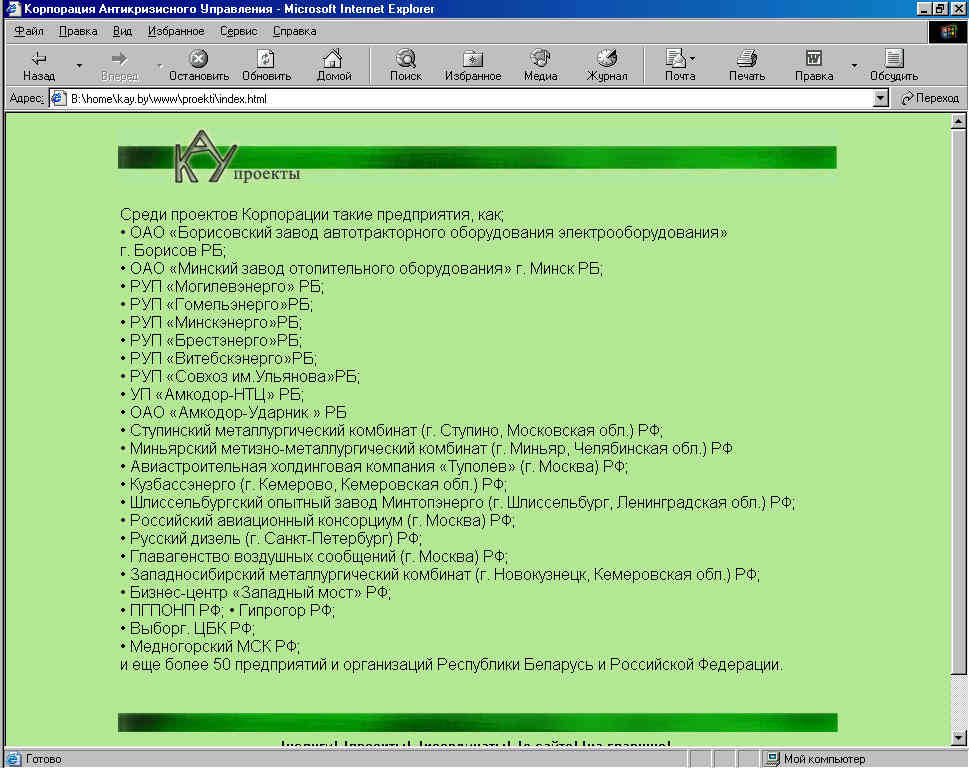 Корпорация Антикризисного Управления - Microsoft Internet Explorer
Файл Правка Вид Избранное Сервис Справка
Назад Вперед Остановить Обновить Домой Поиск Избранное Медиа Журнал Почта Печать Правка Обсудить
Адрес: B:\home\kay.by\www\proekti\index.html Переход
КАУ проекты
Среди проектов Корпорации такие предприятия, как;
• ОАО «Борисовский завод автотракторного оборудования электрооборудования»
г. Борисов РБ;
• ОАО «Минский завод отопительного оборудования» г. Минск РБ;
• РУП «Могилевэнерго» РБ;
• РУП «Гомельэнерго»РБ;
• РУП «Минскэнерго»РБ;
• РУП «Брестэнерго»РБ;
• РУП «Витебскэнерго»РБ;
• РУП «Совхоз им.Ульянова»РБ;
• УП «Амкодор-НТЦ» РБ;
• ОАО «Амкодор-Ударник » РБ
• Ступинский металлургический комбинат (г. Ступино, Московская обл.) РФ;
• Миньярский метизно-металлургический комбинат (г. Миньяр, Челябинская обл.) РФ
• Авиастроительная холдинговая компания «Туполев» (г. Москва) РФ;
• Кузбассэнерго (г. Кемерово, Кемеровская обл.) РФ;
• Шлиссельбургский опытный завод Минтопэнерго (г. Шлиссельбург, Ленинградская обл.) РФ;
• Российский авиационный консорциум (г. Москва) РФ;
• Русский дизель (г. Санкт-Петербург) РФ;
• Главагенство воздушных сообщений (г. Москва) РФ;
• Западносибирский металлургический комбинат (г. Новокузнецк, Кемеровская обл.) РФ;
• Бизнес-центр «Западный мост» РФ;
• ПГПОНП РФ; • Гипрогор РФ;
• Выборг. ЦБК РФ;
• Медногорский МСК РФ;
и еще более 50 предприятий и организаций Республики Беларусь и Российской Федерации.
Готово Мой компьютер